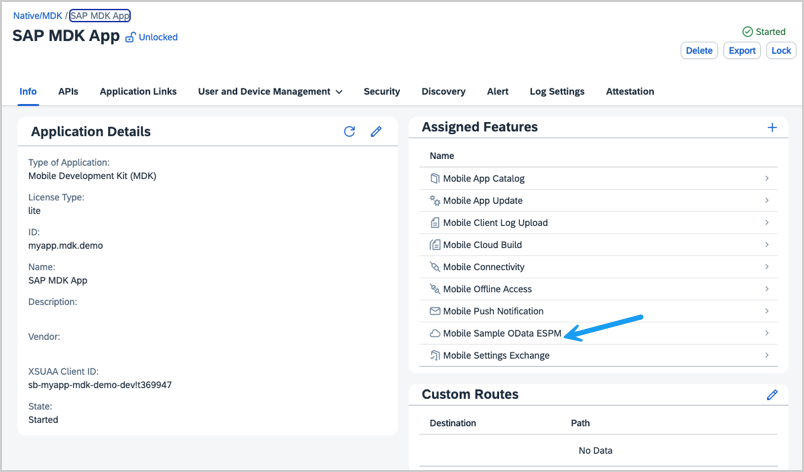 Native/MDK / SAP MDK App
SAP MDK App Unlocked
Started
Delete Export Lock
Info APIs Application Links User and Device Management Security Discovery Alert Log Settings Attestation
Application Details
Type of Application:
Mobile Development Kit (MDK)
License Type:
lite
ID:
myapp.mdk.demo
Name:
SAP MDK App
Description:
Vendor:
XSUAA Client ID:
sb-myapp-mdk-demo-dev!t369947
State:
Started
Assigned Features
Name
Mobile App Catalog
Mobile App Update
Mobile Client Log Upload
Mobile Cloud Build
Mobile Connectivity
Mobile Offline Access
Mobile Push Notification
Mobile Sample OData ESPM
Mobile Settings Exchange
Custom Routes
Destination Path
No Data